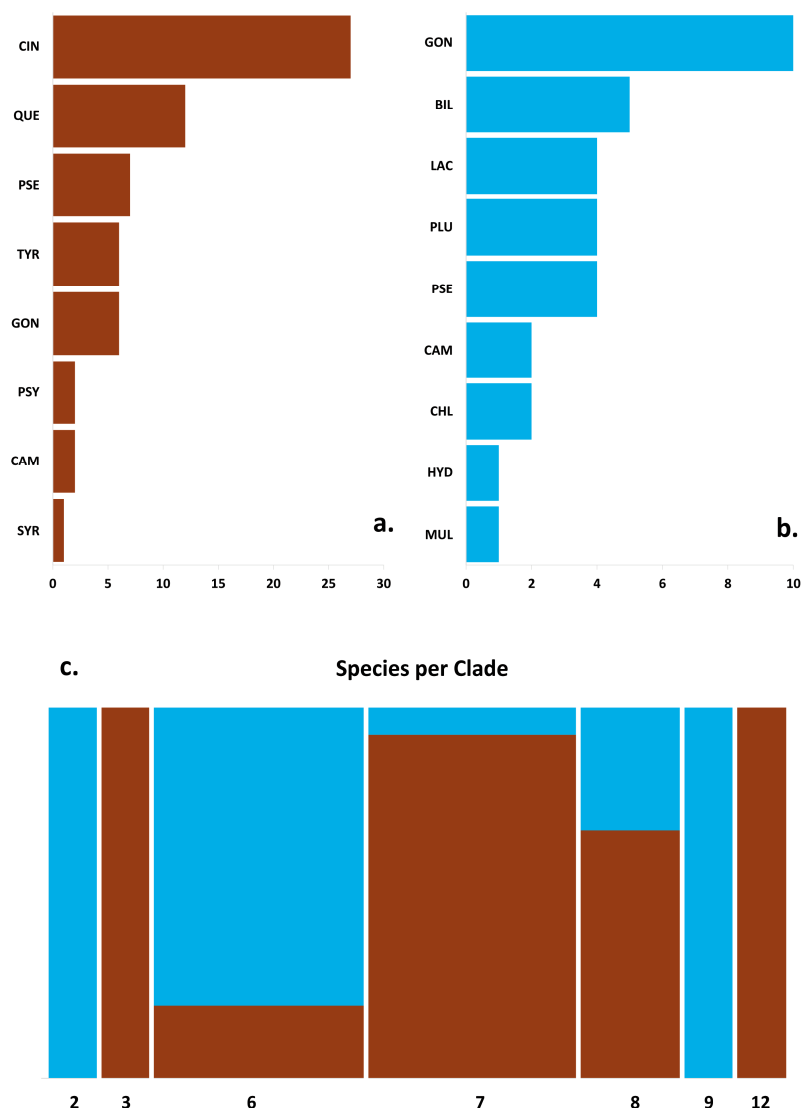 CIN
QUE
PSE
TYR
GON
PSY
CAM
SYR
a.
0 5 10 15 20 25 30
GON
BIL
LAC
PLU
PSE
CAM
CHL
HYD
MUL
b.
0 2 4 6 8 10
c.
Species per Clade
2 3 6 7 8 9 12